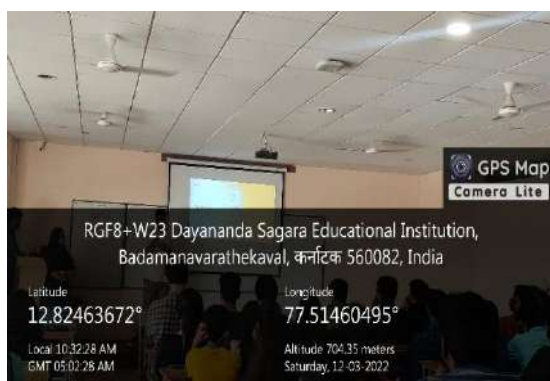 GPS Map
Camera Lite
RGF8+W23 Dayananda Sagara Educational Institution,
Badamanavarathekaval, कर्नाटक 560082, India
Latitude
12.82463672°
Longitude
77.51460495°
Local 10:32:28 AM
GMT 05:02:28 AM
Altitude 704.35 meters
Saturday, 12-03-2022